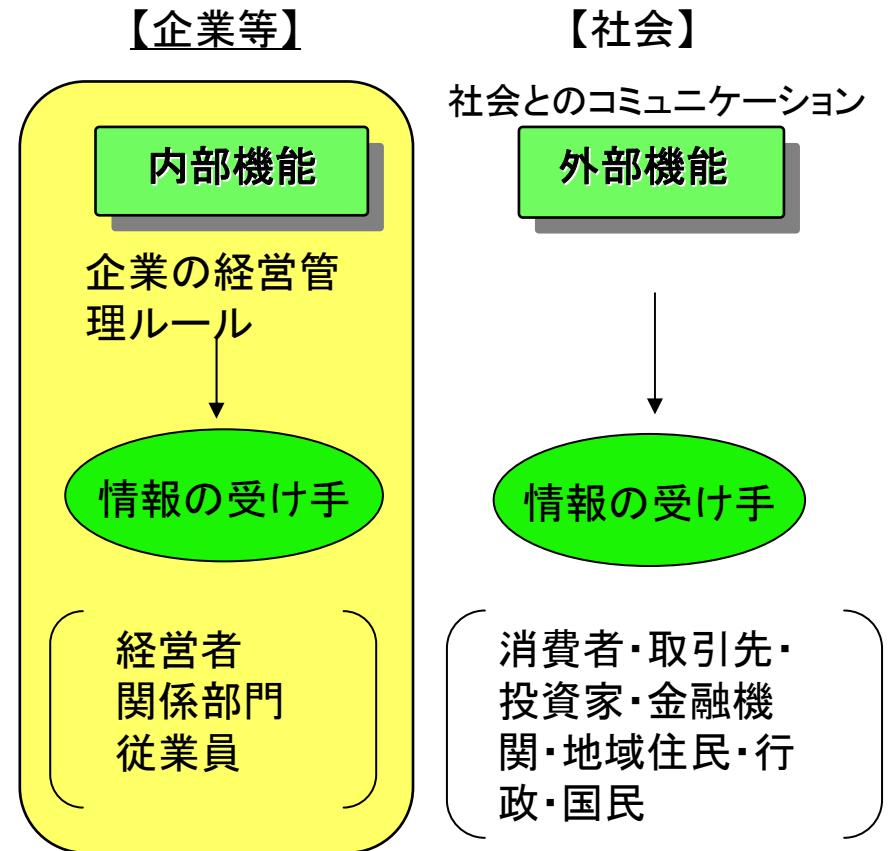 【企業等】
内部機能
企業の経営管
理ルール
情報の受け手
経営者
関係部門
従業員
【社会】
社会とのコミュニケーション
外部機能
情報の受け手
消費者・取引先・
投資家・金融機
関・地域住民・行
政・国民